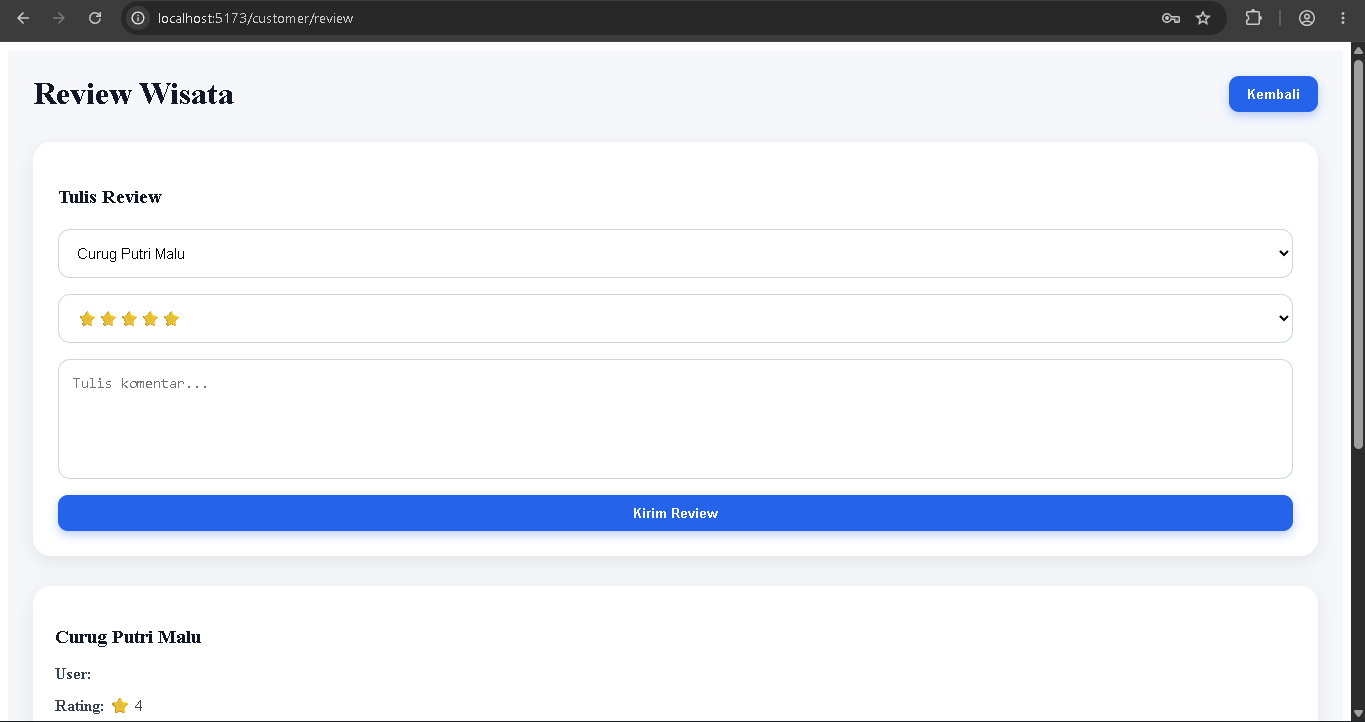 localhost:5173/customer/review
Review Wisata
Kembali
Tulis Review
Curug Putri Malu
⭐⭐⭐⭐⭐
Tulis komentar...
Kirim Review
Curug Putri Malu
User:
Rating: ⭐ 4